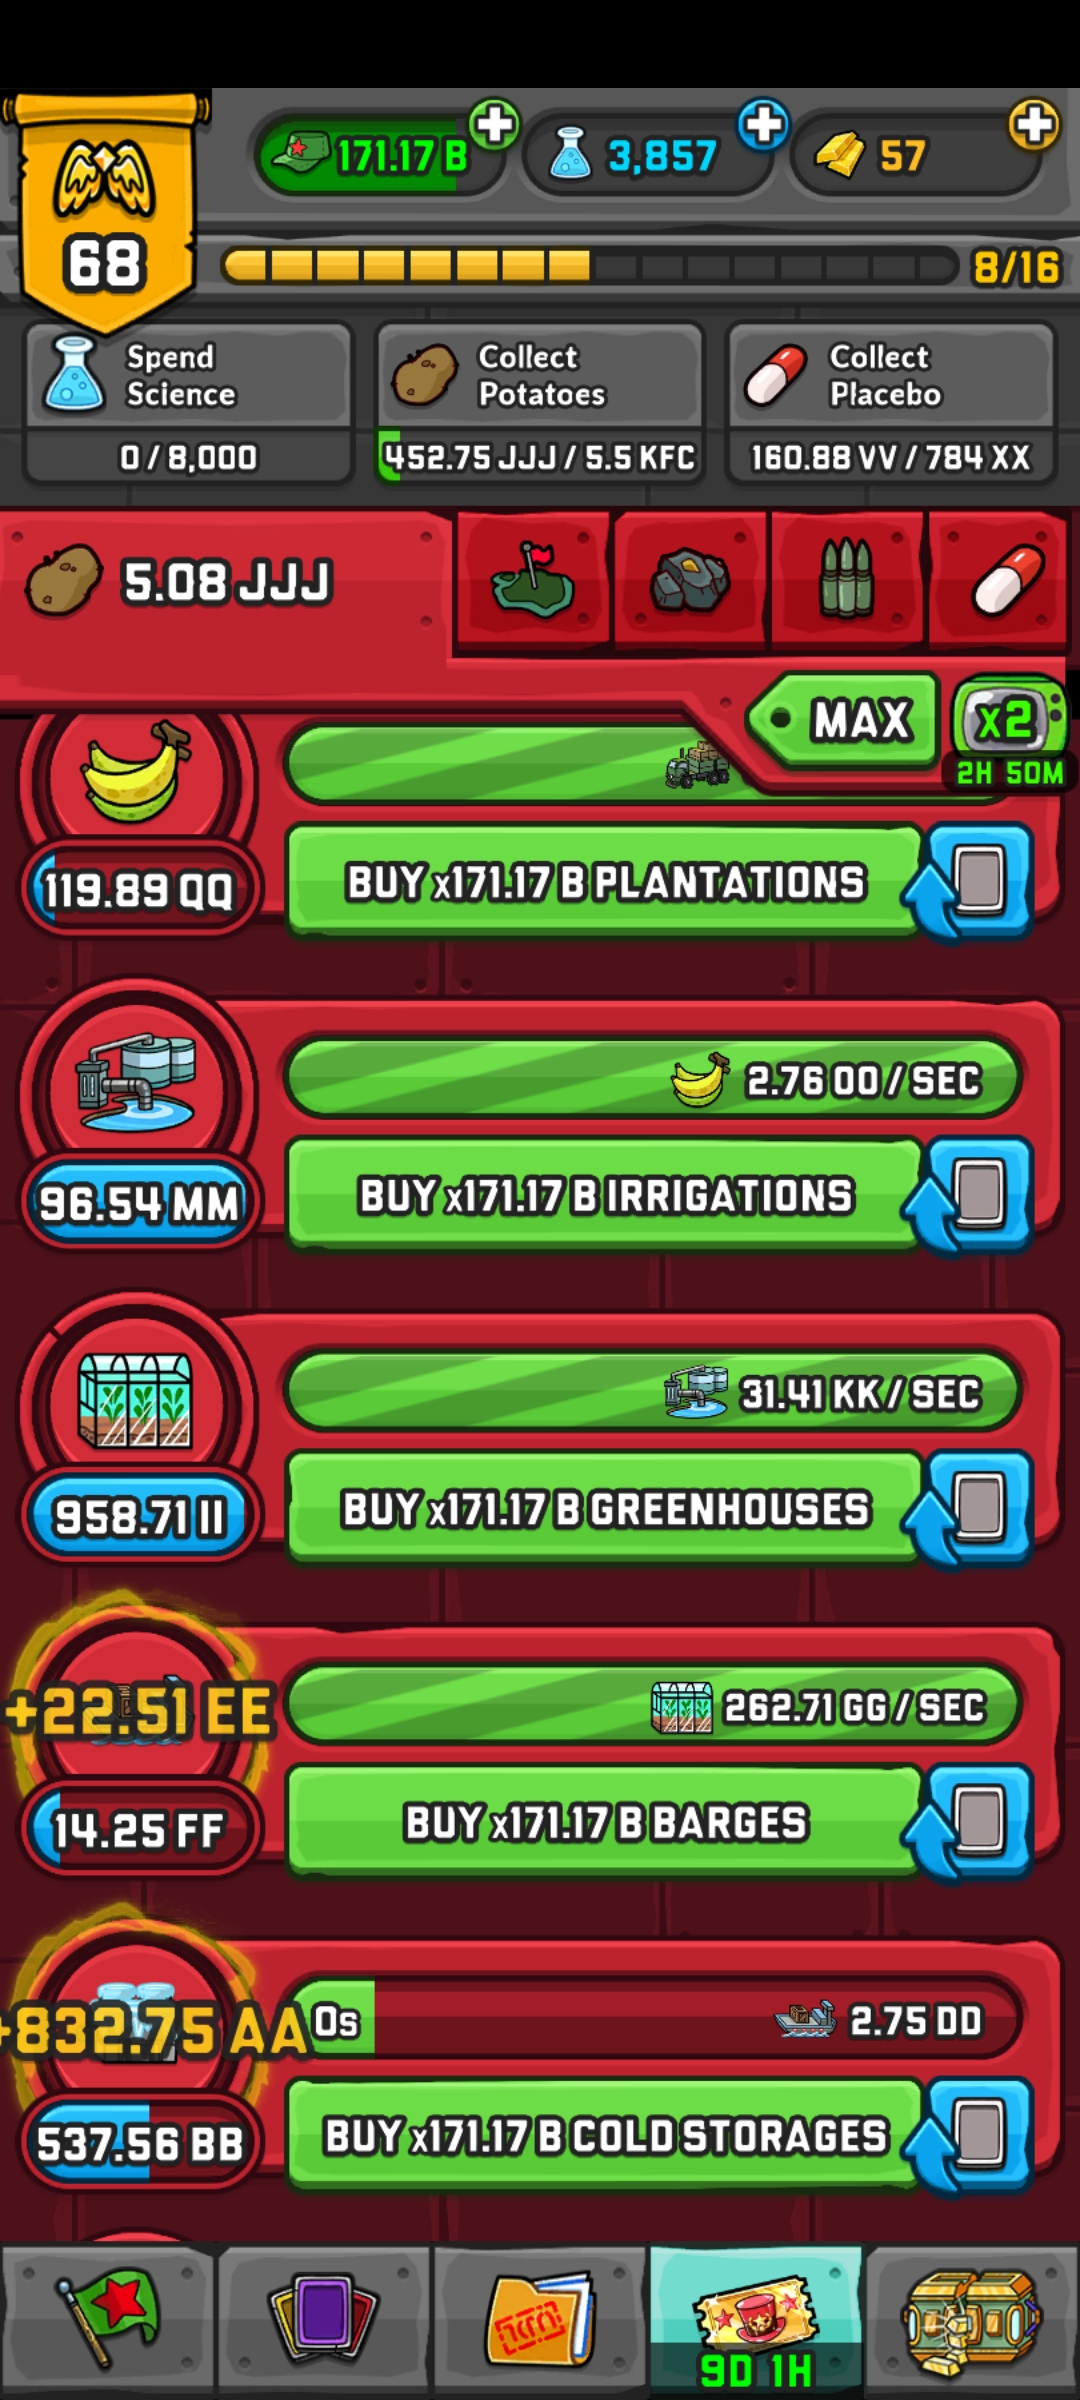 171.17 B
3,857
57
68
8/16
Spend
Science
0 / 8,000
Collect
Potatoes
452.75 JJJ / 5.5 KFC
Collect
Placebo
160.88 VV / 784 XX
5.08 JJJ
MAX
x2
2H 50M
119.89 QQ
BUY x171.17 B PLANTATIONS
2.76 OO / SEC
96.54 MM
BUY x171.17 B IRRIGATIONS
31.41 KK / SEC
958.71 II
BUY x171.17 B GREENHOUSES
+22.51 EE
262.71 GG / SEC
14.25 FF
BUY x171.17 B BARGES
+832.75 AA
0s
2.75 DD
537.56 BB
BUY x171.17 B COLD STORAGES
9D 1H